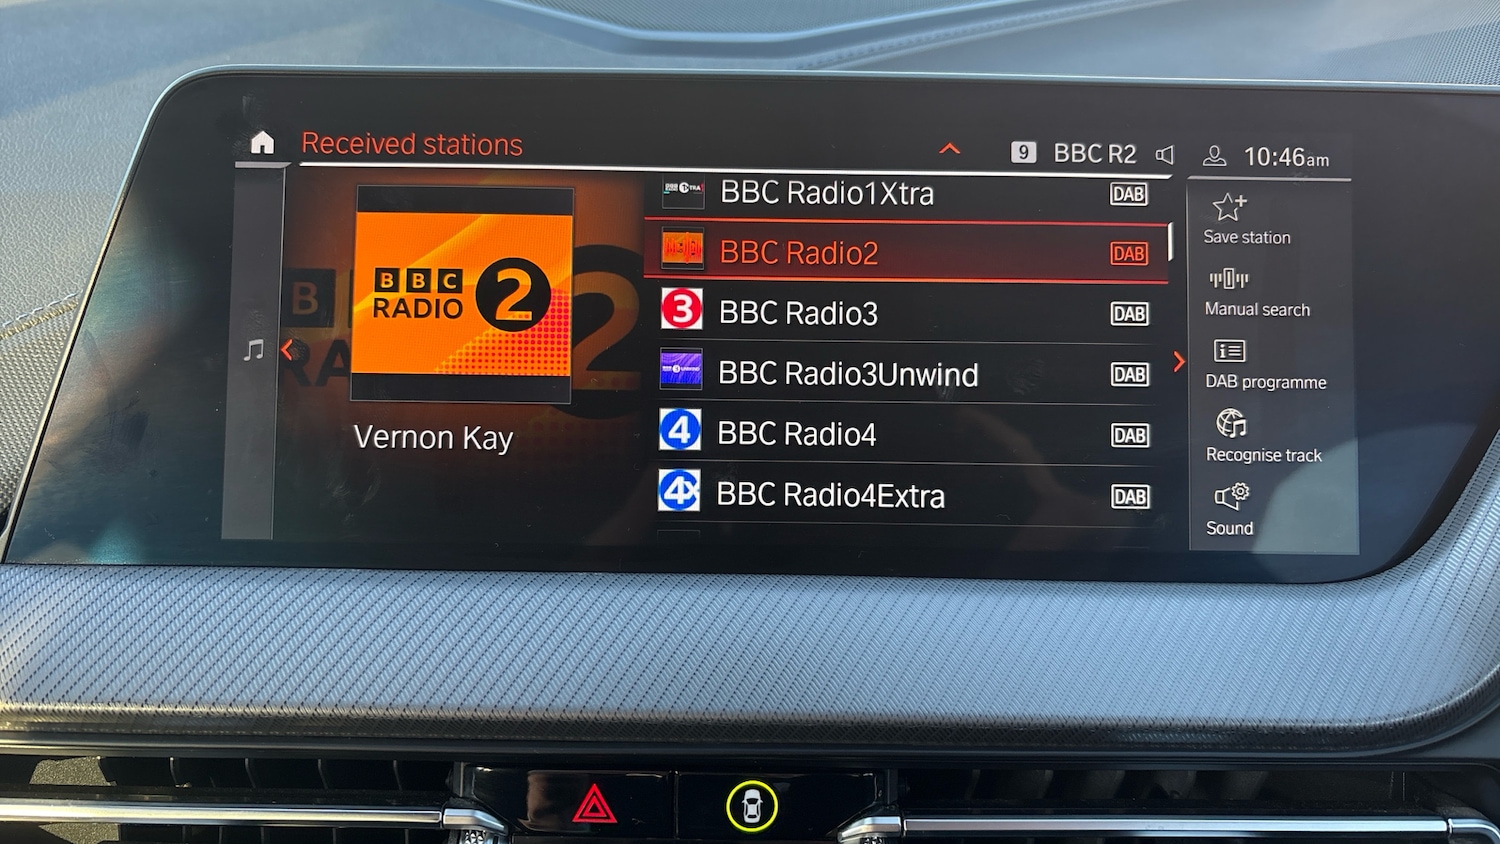 Received stations
9 BBC R2
10:46am
BBC RADIO 2
Vernon Kay
BBC Radio1Xtra DAB
BBC Radio2 DAB
3 BBC Radio3 DAB
BBC Radio3Unwind DAB
4 BBC Radio4 DAB
4X BBC Radio4Extra DAB
Save station
Manual search
DAB programme
Recognise track
Sound